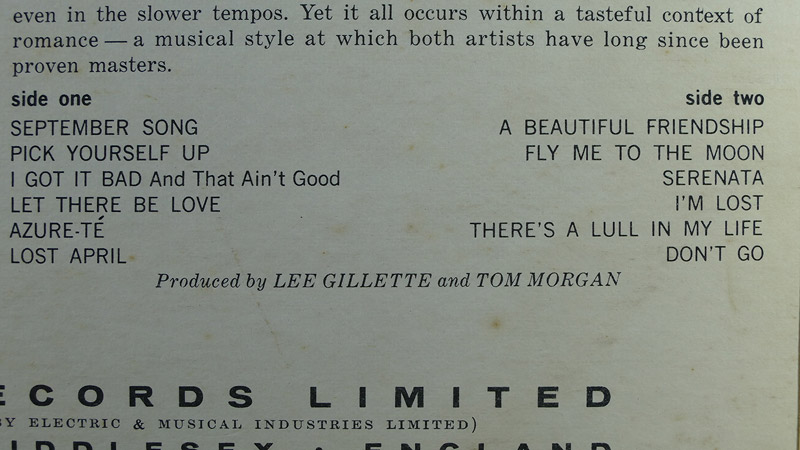 even in the slower tempos. Yet it all occurs within a tasteful context of
romance — a musical style at which both artists have long since been
proven masters.
side one
SEPTEMBER SONG
PICK YOURSELF UP
I GOT IT BAD And That Ain't Good
LET THERE BE LOVE
AZURE-TÉ
LOST APRIL
side two
A BEAUTIFUL FRIENDSHIP
FLY ME TO THE MOON
SERENATA
I'M LOST
THERE'S A LULL IN MY LIFE
DON'T GO
Produced by LEE GILLETTE and TOM MORGAN
ECORDS LIMITED
BY ELECTRIC & MUSICAL INDUSTRIES LIMITED)
IDDLESEX · ENGLAND